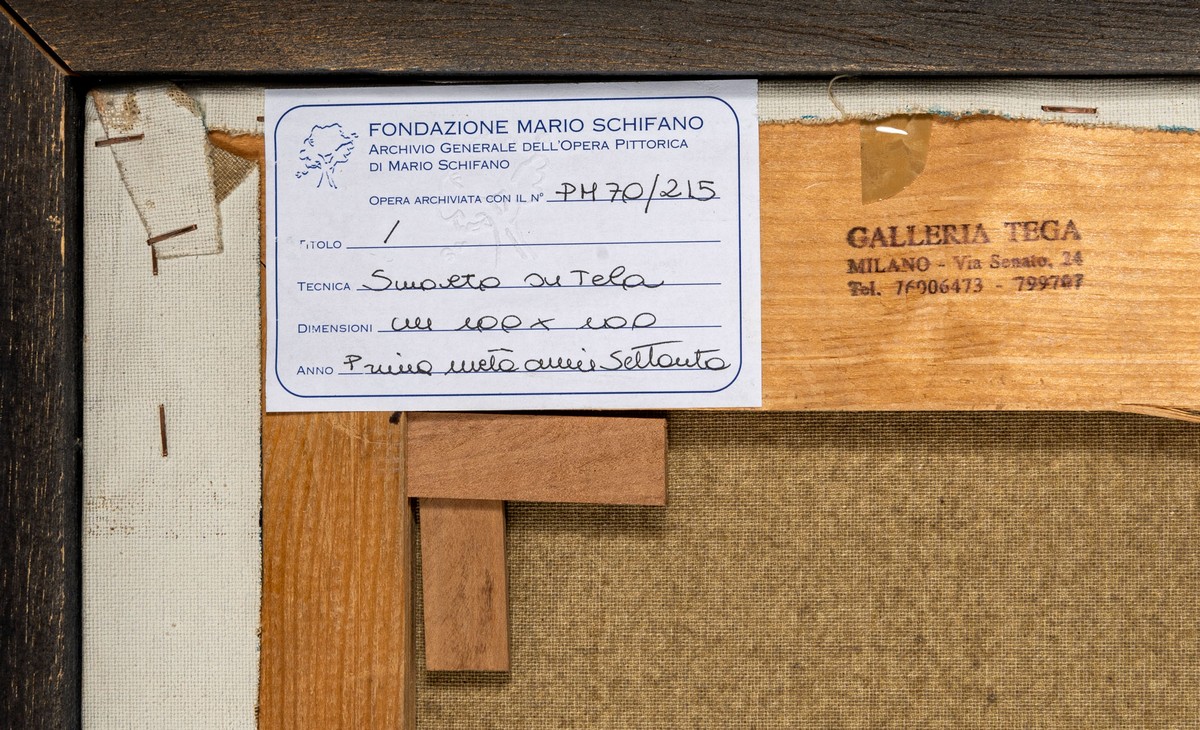 FONDAZIONE MARIO SCHIFANO
ARCHIVIO GENERALE DELL'OPERA PITTORICA
DI MARIO SCHIFANO
OPERA ARCHIVIATA CON IL N° PM 70/215
TITOLO /
TECNICA Smalto su Tela
DIMENSIONI cm 100 x 100
ANNO Prima metà anni Settanta
GALLERIA TEGA
MILANO - Via Senato, 24
Tel. 76006473 - 799707